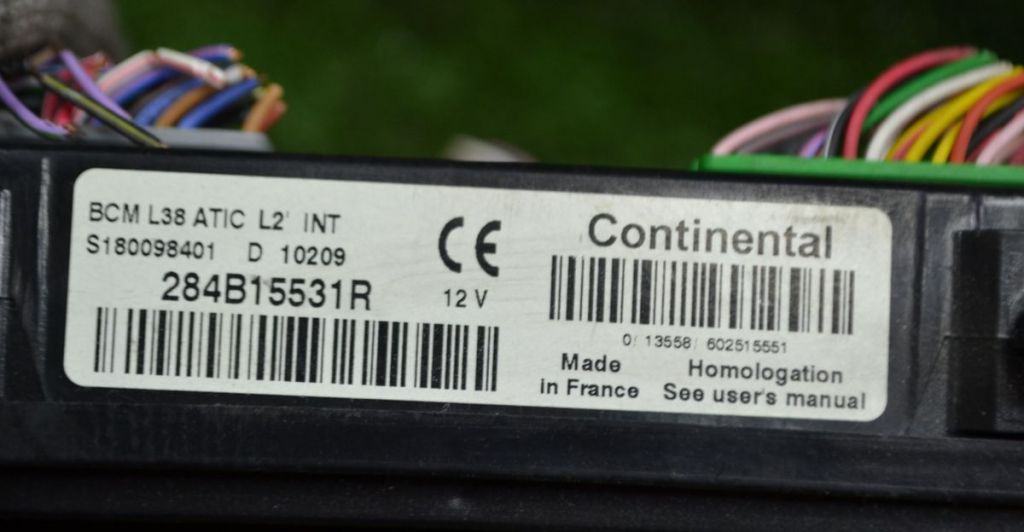 BCM L38 ATIC L2' INT
S180098401 D 10209
284B15531R
CE
12 V
Continental
0/ 13558/ 602515551
Made
in France
Homologation
See user's manual